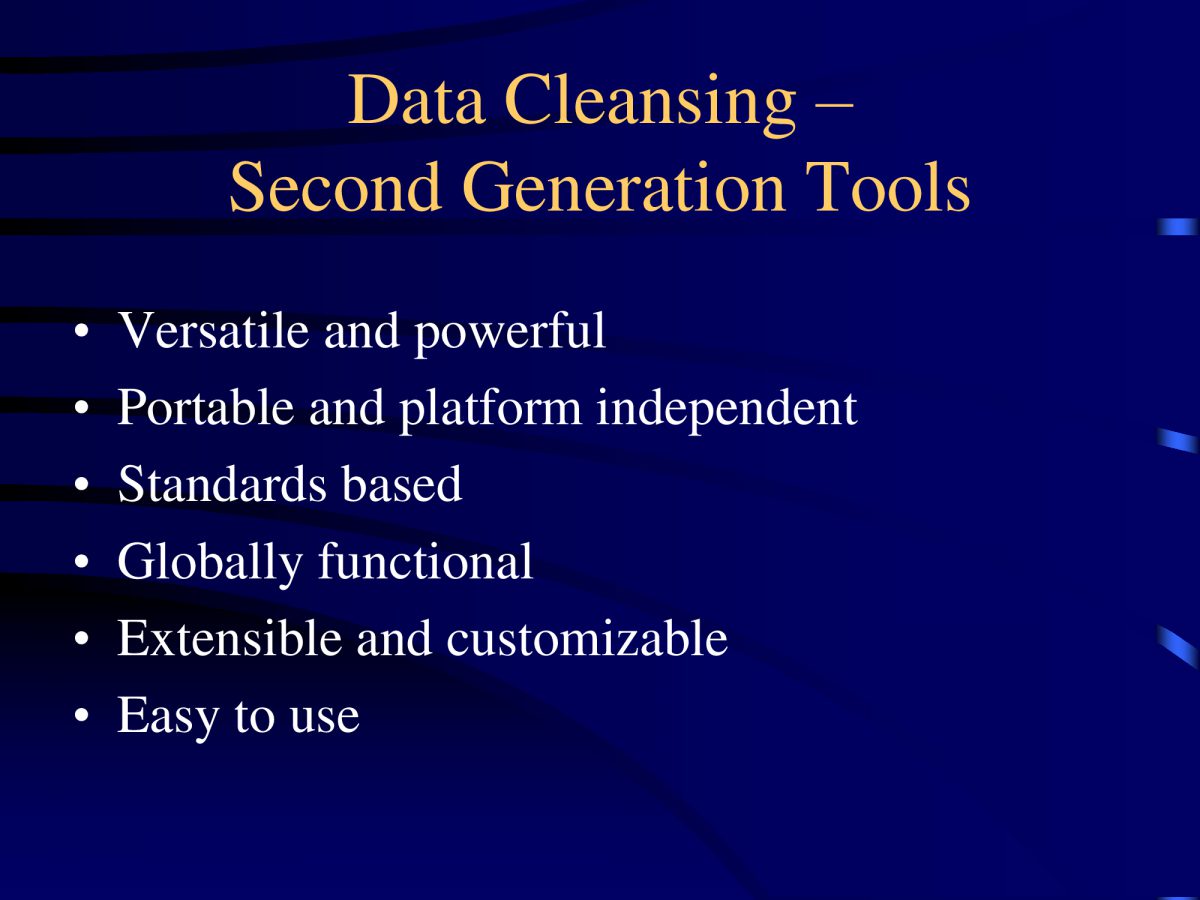 Data Cleansing –
Second Generation Tools
• Versatile and powerful
• Portable and platform independent
• Standards based
• Globally functional
• Extensible and customizable
• Easy to use